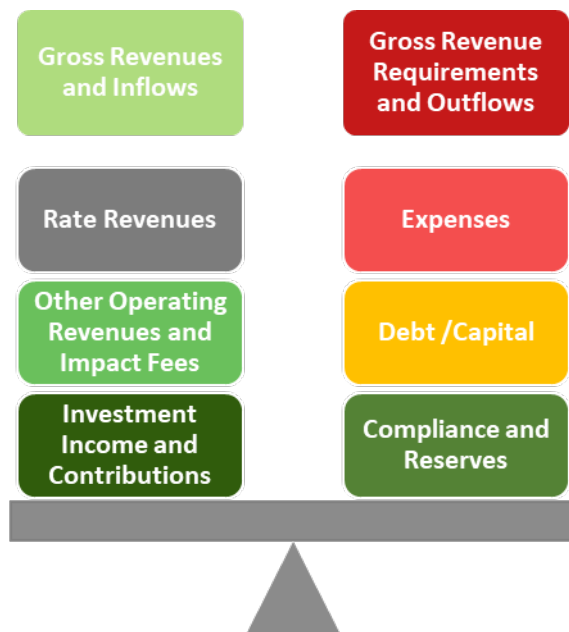 Gross Revenues
and Inflows
Gross Revenue
Requirements
and Outflows
Rate Revenues
Expenses
Other Operating
Revenues and
Impact Fees
Debt /Capital
Investment
Income and
Contributions
Compliance and
Reserves